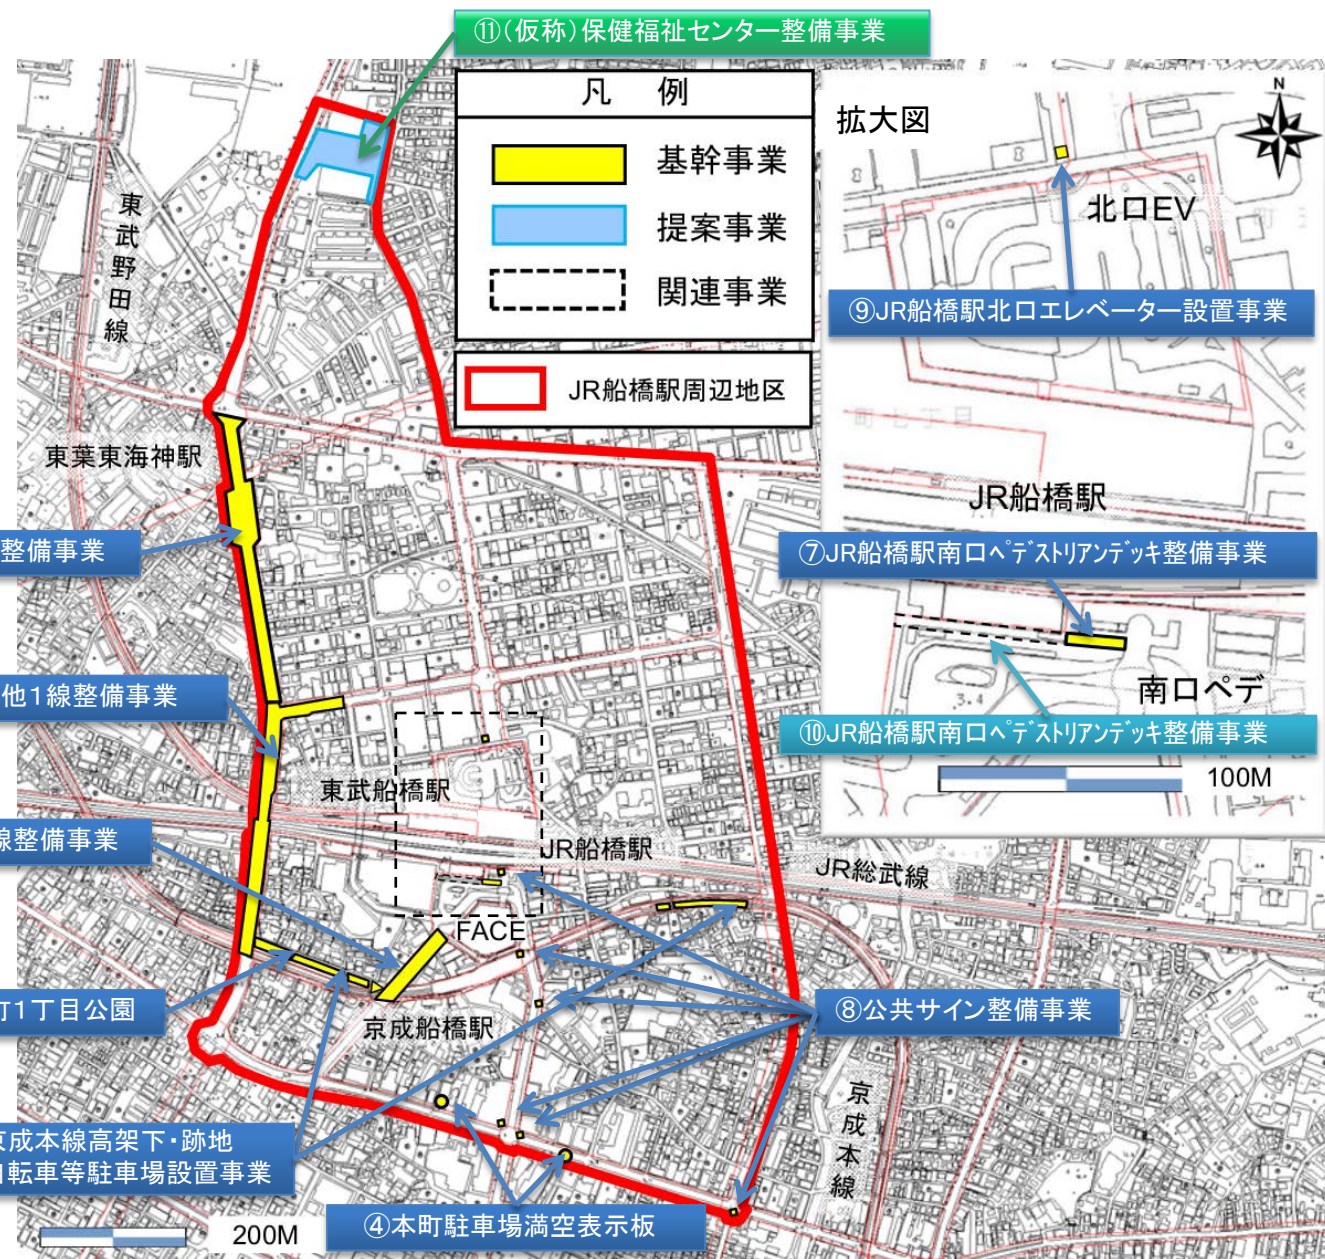 ⑪(仮称)保健福祉センター整備事業
凡 例
基幹事業
提案事業
関連事業
JR船橋駅周辺地区
拡大図
N
北口EV
⑨JR船橋駅北口エレベーター設置事業
JR船橋駅
⑦JR船橋駅南口ペデストリアンデッキ整備事業
3.4
南口ペデ
⑩JR船橋駅南口ペデストリアンデッキ整備事業
100M
東武野田線
東葉東海神駅
整備事業
他1線整備事業
東武船橋駅
線整備事業
JR船橋駅
JR総武線
FACE
町1丁目公園
京成船橋駅
⑧公共サイン整備事業
京成本線
京成本線高架下・跡地
自転車等駐車場設置事業
④本町駐車場満空表示板
200M